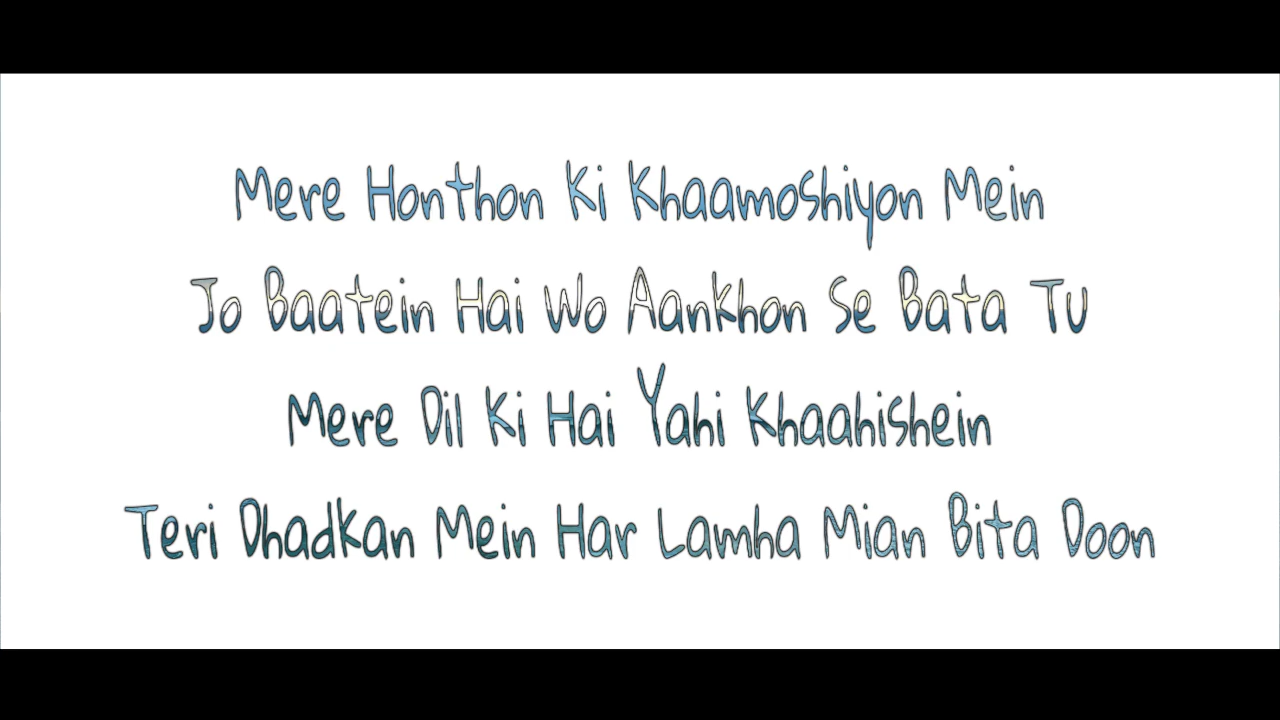 Mere Honthon Ki Khaamoshiyon Mein
Jo Baatein Hai Wo Aankhon Se Bata Tu
Mere Dil Ki Hai Yahi Khaahishein
Teri Dhadkan Mein Har Lamha Mian Bita Doon